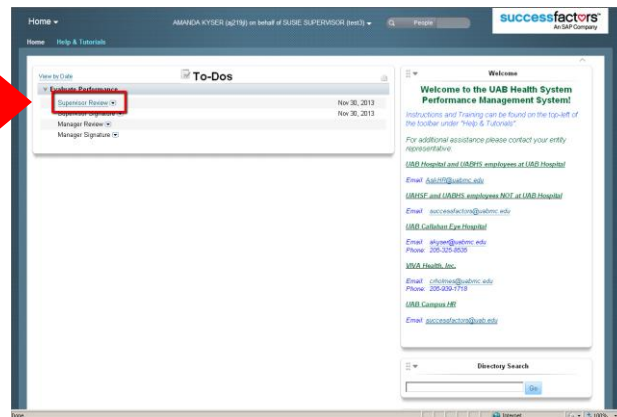 Home
AMANDA KYSER (aj219jl) on behalf of SUSIE SUPERVISOR (test3)
People
successfactors™
An SAP Company
Home Help & Tutorials
View by Date
To-Dos
Evaluate Performance
Supervisor Review Nov 30, 2013
Supervisor Signature Nov 30, 2013
Manager Review
Manager Signature
Welcome
Welcome to the UAB Health System
Performance Management System!
Instructions and Training can be found on the top-left of
the toolbar under "Help & Tutorials".
For additional assistance please contact your entity
representative.
UAB Hospital and UABHS employees at UAB Hospital
Email: AskHR@uabmc.edu
UAHSF and UABHS employees NOT at UAB Hospital
Email: successfactors@uabmc.edu
UAB Callahan Eye Hospital
Email: akyser@uabmc.edu
Phone: 205-325-8535
VIVA Health, Inc.
Email: crholmes@uabmc.edu
Phone: 205-939-1718
UAB Campus HR
Email: successfactors@uab.edu
Directory Search
Go
Done
Internet
100%